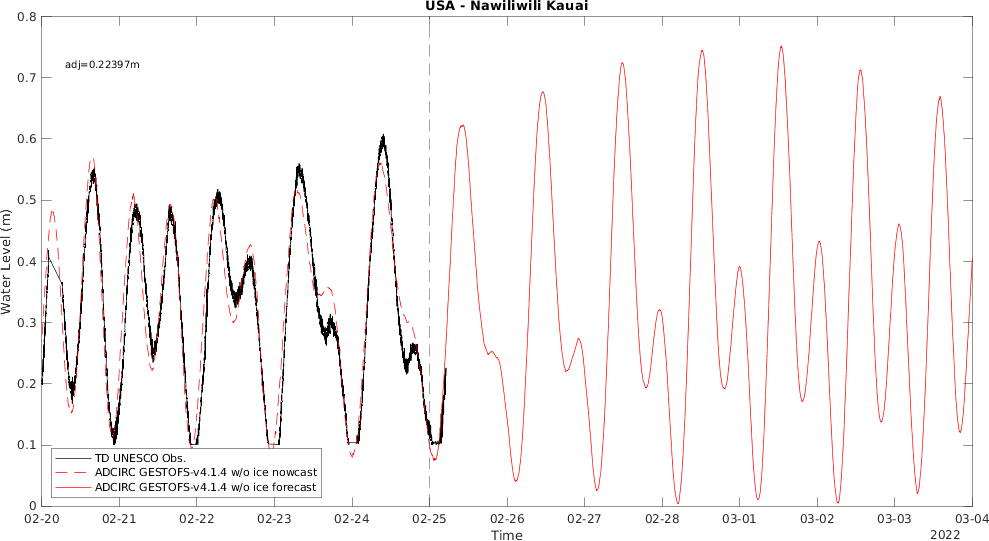 USA - Nawiliwili Kauai
adj=0.22397m
Water Level (m)
0.8
0.7
0.6
0.5
0.4
0.3
0.2
0.1
0
TD UNESCO Obs.
ADCIRC GESTOFS-v4.1.4 w/o ice nowcast
ADCIRC GESTOFS-v4.1.4 w/o ice forecast
02-20 02-21 02-22 02-23 02-24 02-25 02-26 02-27 02-28 03-01 03-02 03-03 03-04
Time
2022